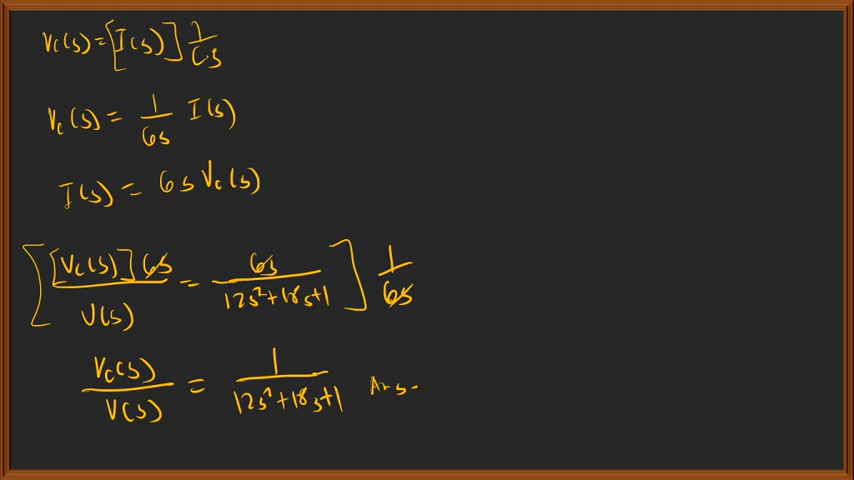 Vc(s) = [I(s)] 1/6s
Vc(s) = 1/6s I(s)
I(s) = 6s Vc(s)
[ [Vc(s)] 6s / V(s) = 6s / 12s²+18s+1 ] 1/6s
Vc(s) / V(s) = 1 / 12s²+18s+1 Ans-